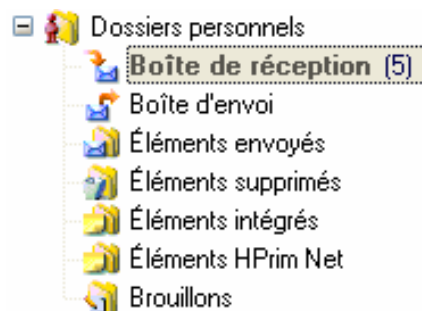 Dossiers personnels
Boîte de réception (5)
Boîte d'envoi
Éléments envoyés
Éléments supprimés
Éléments intégrés
Éléments HPrim Net
Brouillons